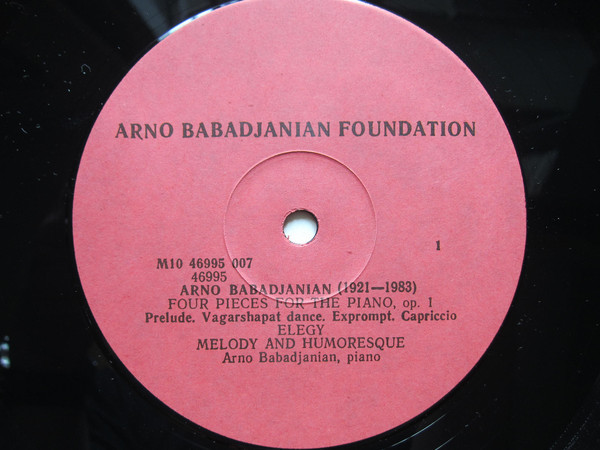 ARNO BABADJANIAN FOUNDATION
1
M10 46995 007
46995
ARNO BABADJANIAN (1921—1983)
FOUR PIECES FOR THE PIANO, op. 1
Prelude. Vagarshapat dance. Exprompt. Capriccio
ELEGY
MELODY AND HUMORESQUE
Arno Babadjanian, piano